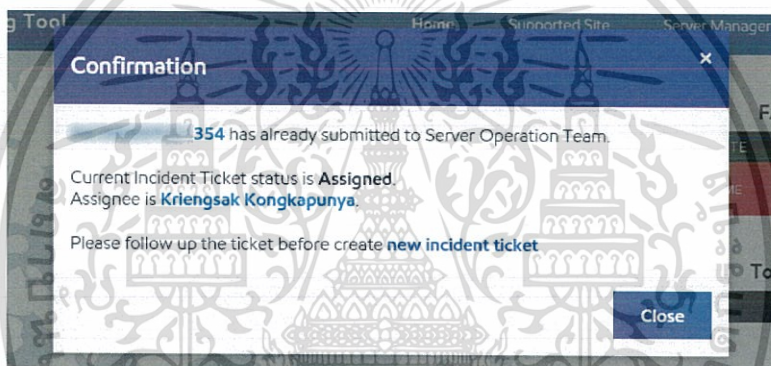 g Tool Home Supported Site Server Manager
Confirmation ×
354 has already submitted to Server Operation Team.
Current Incident Ticket status is Assigned.
Assignee is Kriengsak Kongkapunya.
Please follow up the ticket before create new incident ticket
Close